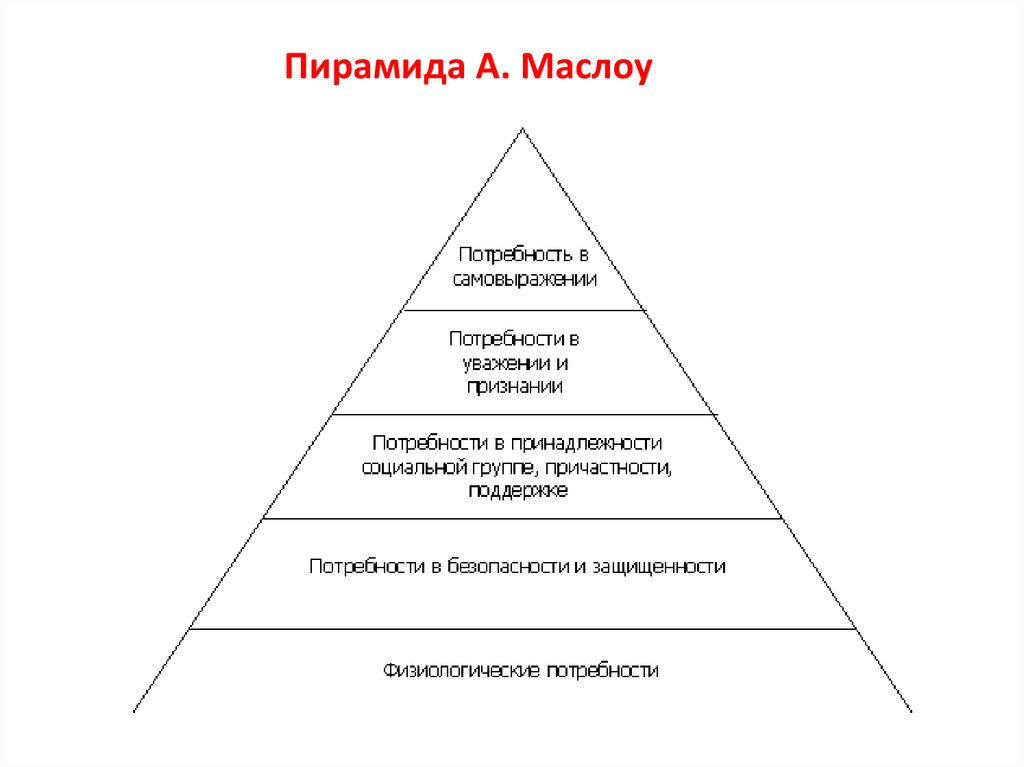 Пирамида А. Маслоу
Потребность в
самовыражении
Потребности в
уважении и
признании
Потребности в принадлежности
социальной группе, причастности,
поддержке
Потребности в безопасности и защищенности
Физиологические потребности